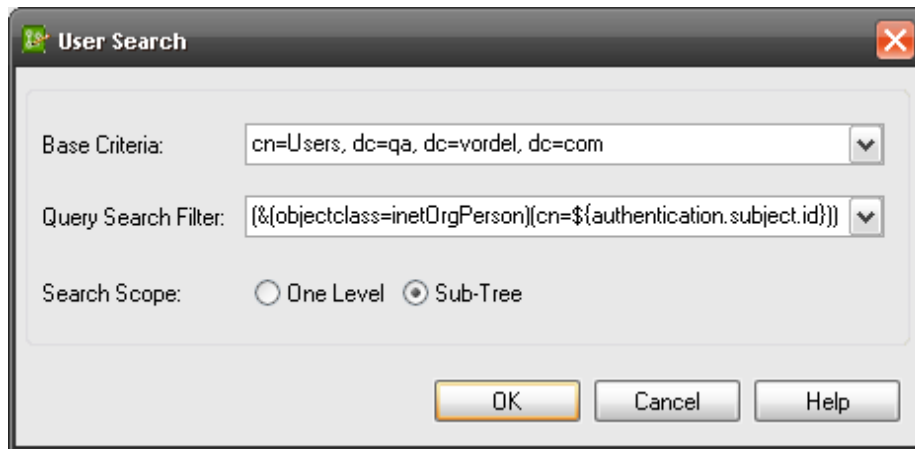 User Search
Base Criteria: cn=Users, dc=qa, dc=vordel, dc=com
Query Search Filter: (&(objectclass=inetOrgPerson)(cn=${authentication.subject.id}))
Search Scope: One Level Sub-Tree
OK Cancel Help